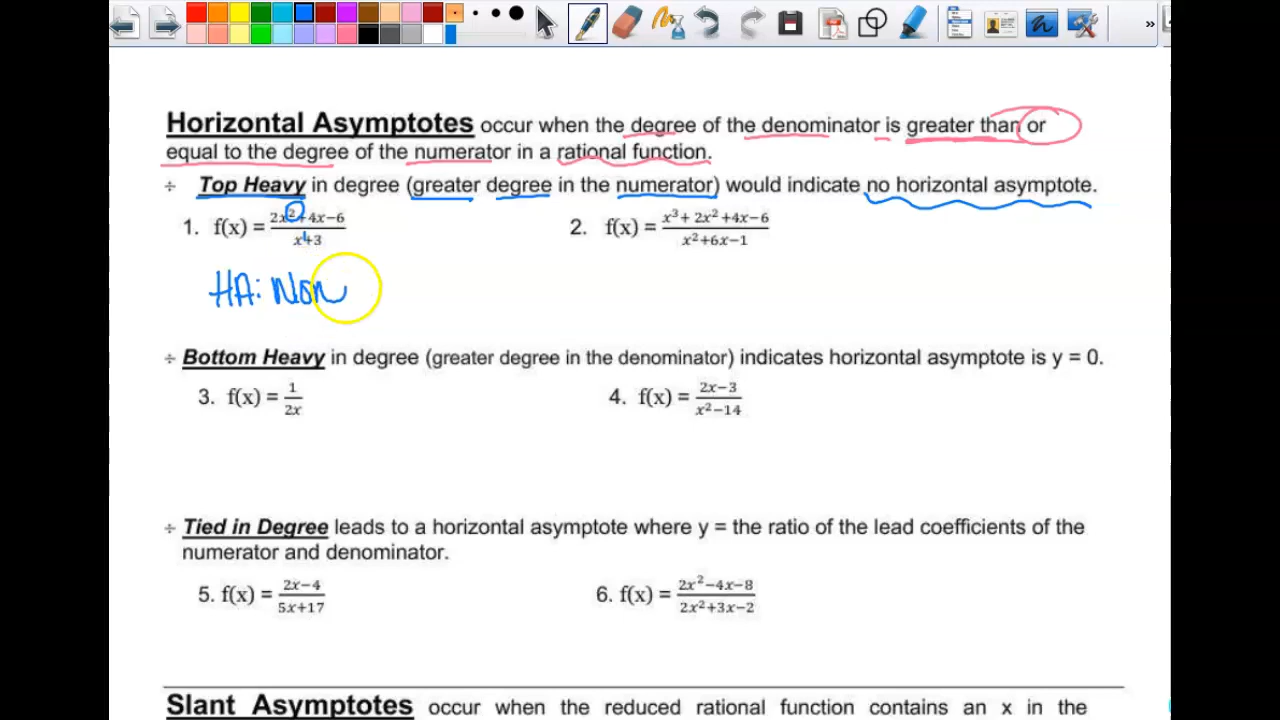 »
Horizontal Asymptotes occur when the degree of the denominator is greater than or
equal to the degree of the numerator in a rational function.
÷ Top Heavy in degree (greater degree in the numerator) would indicate no horizontal asymptote.
1. f(x) = (2x²+4x−6)/(x¹+3) 2. f(x) = (x³+ 2x² +4x−6)/(x²+6x−1)
HA: Non
÷ Bottom Heavy in degree (greater degree in the denominator) indicates horizontal asymptote is y = 0.
3. f(x) = 1/(2x) 4. f(x) = (2x−3)/(x²−14)
÷ Tied in Degree leads to a horizontal asymptote where y = the ratio of the lead coefficients of the
numerator and denominator.
5. f(x) = (2x−4)/(5x+17) 6. f(x) = (2x²−4x−8)/(2x²+3x−2)
Slant Asymptotes occur when the reduced rational function contains an x in the